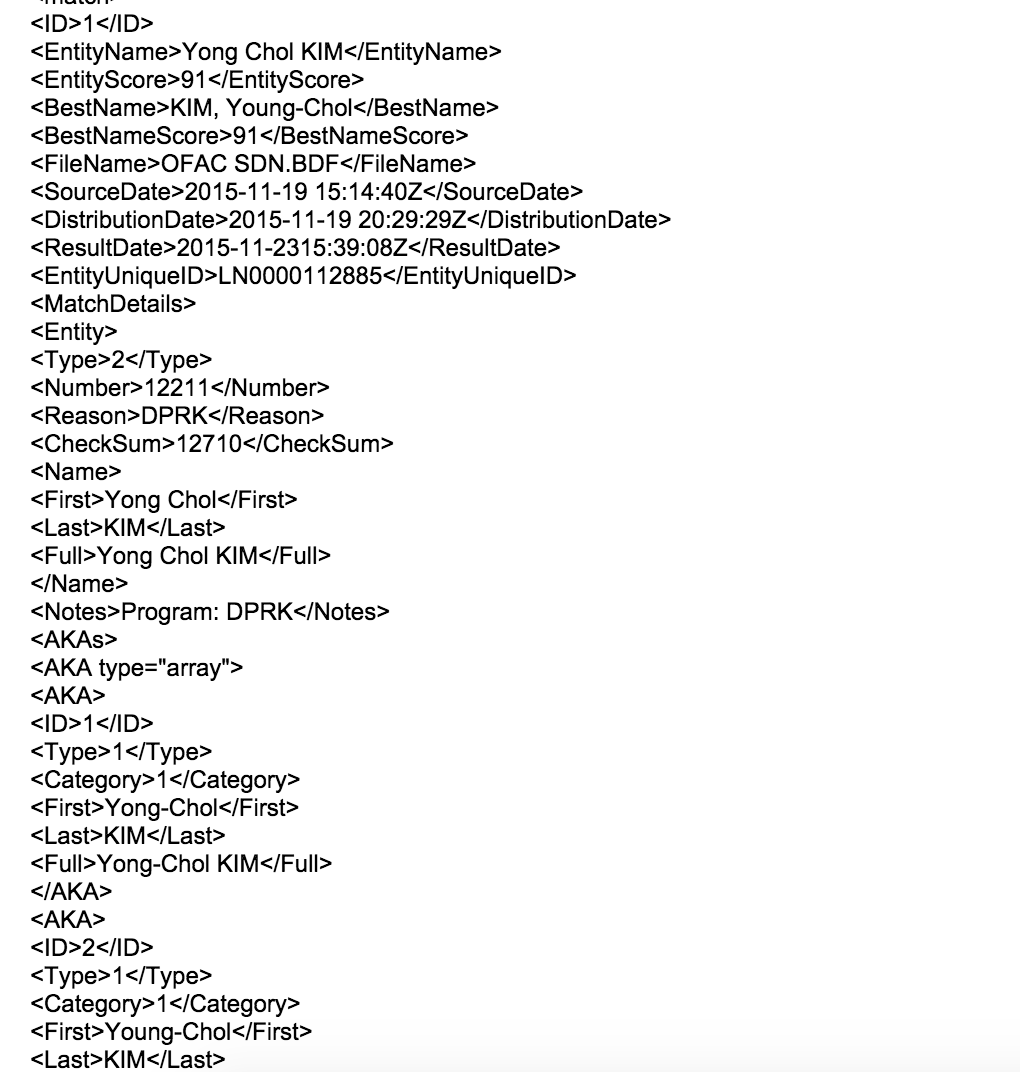 <match>
<ID>1</ID>
<EntityName>Yong Chol KIM</EntityName>
<EntityScore>91</EntityScore>
<BestName>KIM, Young-Chol</BestName>
<BestNameScore>91</BestNameScore>
<FileName>OFAC SDN.BDF</FileName>
<SourceDate>2015-11-19 15:14:40Z</SourceDate>
<DistributionDate>2015-11-19 20:29:29Z</DistributionDate>
<ResultDate>2015-11-2315:39:08Z</ResultDate>
<EntityUniqueID>LN0000112885</EntityUniqueID>
<MatchDetails>
<Entity>
<Type>2</Type>
<Number>12211</Number>
<Reason>DPRK</Reason>
<CheckSum>12710</CheckSum>
<Name>
<First>Yong Chol</First>
<Last>KIM</Last>
<Full>Yong Chol KIM</Full>
</Name>
<Notes>Program: DPRK</Notes>
<AKAs>
<AKA type="array">
<AKA>
<ID>1</ID>
<Type>1</Type>
<Category>1</Category>
<First>Yong-Chol</First>
<Last>KIM</Last>
<Full>Yong-Chol KIM</Full>
</AKA>
<AKA>
<ID>2</ID>
<Type>1</Type>
<Category>1</Category>
<First>Young-Chol</First>
<Last>KIM</Last>